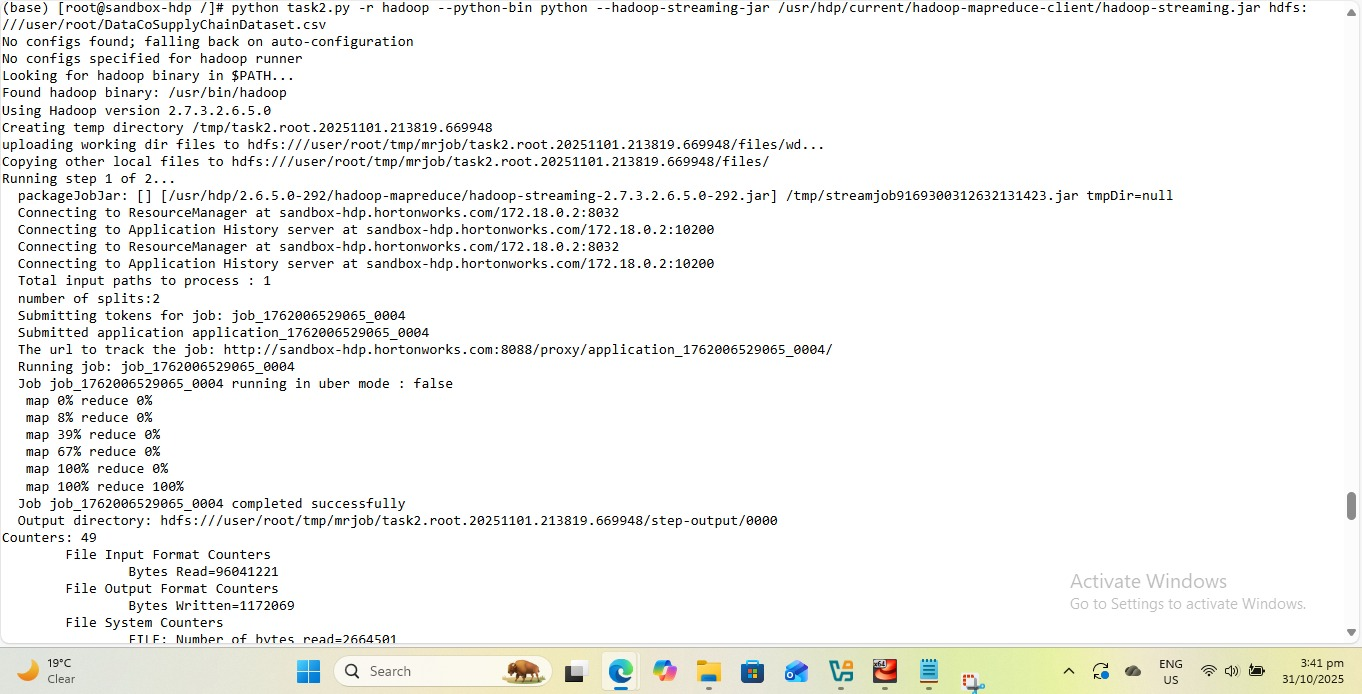 (base) [root@sandbox-hdp /]# python task2.py -r hadoop --python-bin python --hadoop-streaming-jar /usr/hdp/current/hadoop-mapreduce-client/hadoop-streaming.jar hdfs:
///user/root/DataCoSupplyChainDataset.csv
No configs found; falling back on auto-configuration
No configs specified for hadoop runner
Looking for hadoop binary in $PATH...
Found hadoop binary: /usr/bin/hadoop
Using Hadoop version 2.7.3.2.6.5.0
Creating temp directory /tmp/task2.root.20251101.213819.669948
uploading working dir files to hdfs:///user/root/tmp/mrjob/task2.root.20251101.213819.669948/files/wd...
Copying other local files to hdfs:///user/root/tmp/mrjob/task2.root.20251101.213819.669948/files/
Running step 1 of 2...
packageJobJar: [] [/usr/hdp/2.6.5.0-292/hadoop-mapreduce/hadoop-streaming-2.7.3.2.6.5.0-292.jar] /tmp/streamjob9169300312632131423.jar tmpDir=null
Connecting to ResourceManager at sandbox-hdp.hortonworks.com/172.18.0.2:8032
Connecting to Application History server at sandbox-hdp.hortonworks.com/172.18.0.2:10200
Connecting to ResourceManager at sandbox-hdp.hortonworks.com/172.18.0.2:8032
Connecting to Application History server at sandbox-hdp.hortonworks.com/172.18.0.2:10200
Total input paths to process : 1
number of splits:2
Submitting tokens for job: job_1762006529065_0004
Submitted application application_1762006529065_0004
The url to track the job: http://sandbox-hdp.hortonworks.com:8088/proxy/application_1762006529065_0004/
Running job: job_1762006529065_0004
Job job_1762006529065_0004 running in uber mode : false
map 0% reduce 0%
map 8% reduce 0%
map 39% reduce 0%
map 67% reduce 0%
map 100% reduce 0%
map 100% reduce 100%
Job job_1762006529065_0004 completed successfully
Output directory: hdfs:///user/root/tmp/mrjob/task2.root.20251101.213819.669948/step-output/0000
Counters: 49
File Input Format Counters
Bytes Read=96041221
File Output Format Counters
Bytes Written=1172069
File System Counters
FILE: Number of bytes read=2664501
Activate Windows
Go to Settings to activate Windows.
19°C
Clear
Search
x64
ENG
US
3:41 pm
31/10/2025